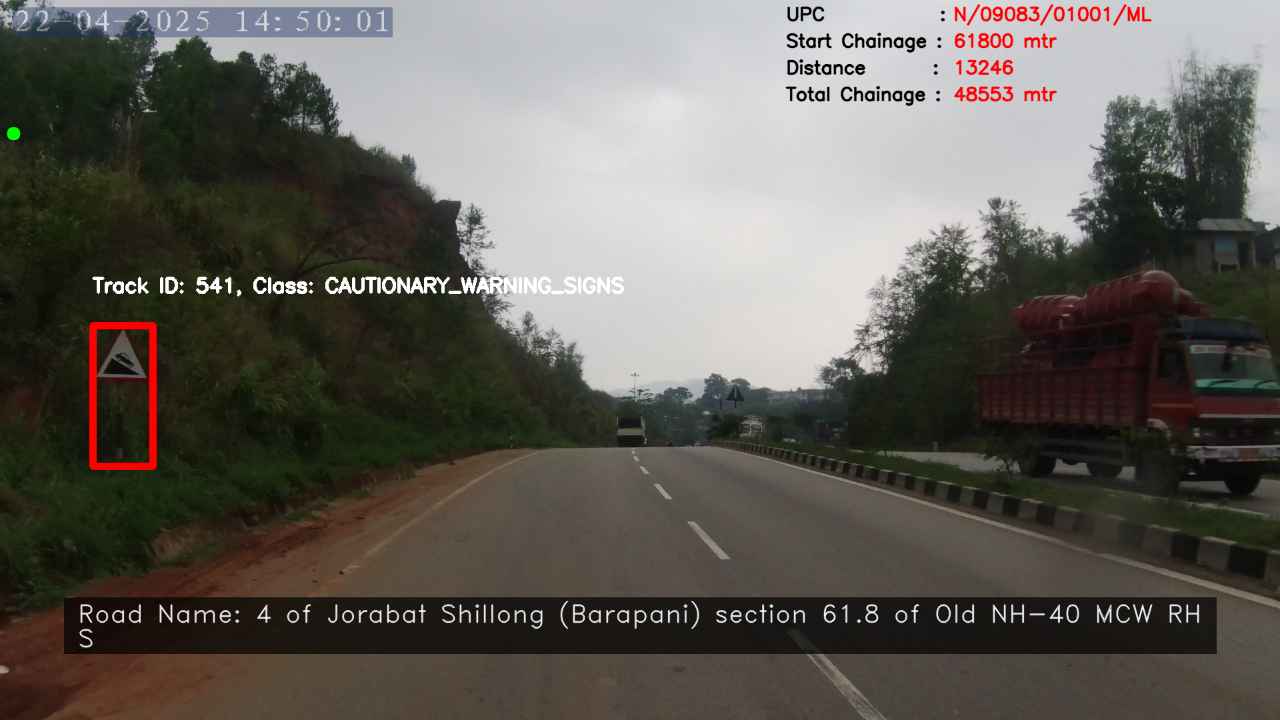 22-04-2025 14:50:01
UPC : N/09083/01001/ML
Start Chainage : 61800 mtr
Distance : 13246
Total Chainage : 48553 mtr
Track ID: 541, Class: CAUTIONARY_WARNING_SIGNS
Road Name: 4 of Jorabat Shillong (Barapani) section 61.8 of Old NH-40 MCW RH
S